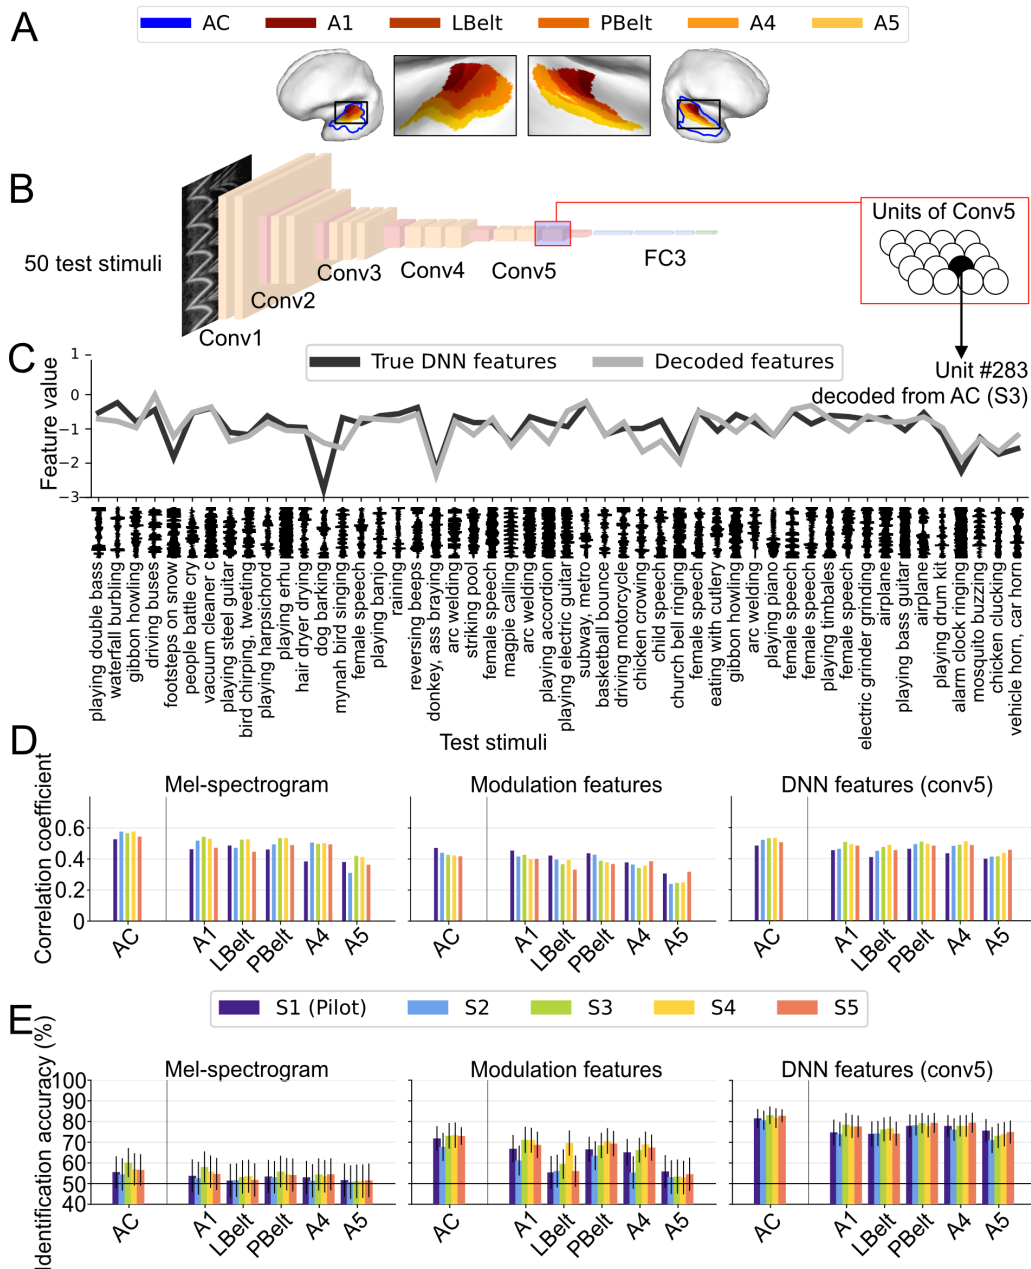 A
AC A1 LBelt PBelt A4 A5
B
50 test stimuli
Conv1
Conv2
Conv3
Conv4
Conv5
FC3
Units of Conv5
Unit #283
decoded from AC (S3)
C
True DNN features Decoded features
Feature value
1
0
−1
−2
−3
playing double bass
waterfall burbling
gibbon howling
driving buses
footsteps on snow
people battle cry
vacuum cleaner c
playing steel guitar
bird chirping, tweeting
playing harpsichord
playing erhu
hair dryer drying
dog barking
mynah bird singing
female speech
playing banjo
raining
reversing beeps
donkey, ass braying
arc welding
striking pool
female speech
magpie calling
arc welding
playing accordion
playing electric guitar
subway, metro
basketball bounce
driving motorcycle
chicken crowing
child speech
church bell ringing
female speech
eating with cutlery
gibbon howling
arc welding
playing piano
female speech
female speech
playing timbales
female speech
electric grinder grinding
airplane
playing bass guitar
airplane
playing drum kit
alarm clock ringing
mosquito buzzing
chicken clucking
vehicle horn, car horn
Test stimuli
D
Correlation coefficient
Mel-spectrogram Modulation features DNN features (conv5)
0.6
0.4
0.2
0
AC A1 LBelt PBelt A4 A5 AC A1 LBelt PBelt A4 A5 AC A1 LBelt PBelt A4 A5
S1 (Pilot) S2 S3 S4 S5
E
Identification accuracy (%)
Mel-spectrogram Modulation features DNN features (conv5)
100
90
80
70
60
50
40
AC A1 LBelt PBelt A4 A5 AC A1 LBelt PBelt A4 A5 AC A1 LBelt PBelt A4 A5